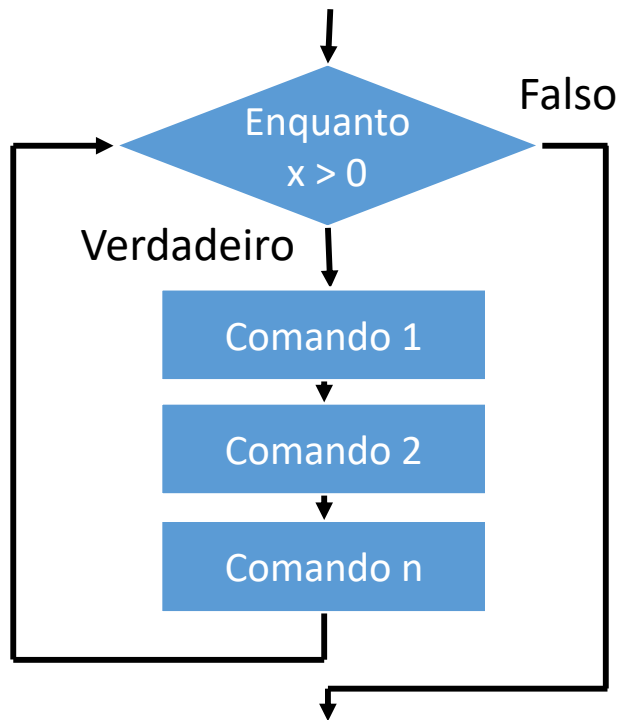 Falso
Enquanto
x > 0
Verdadeiro
Comando 1
Comando 2
Comando n